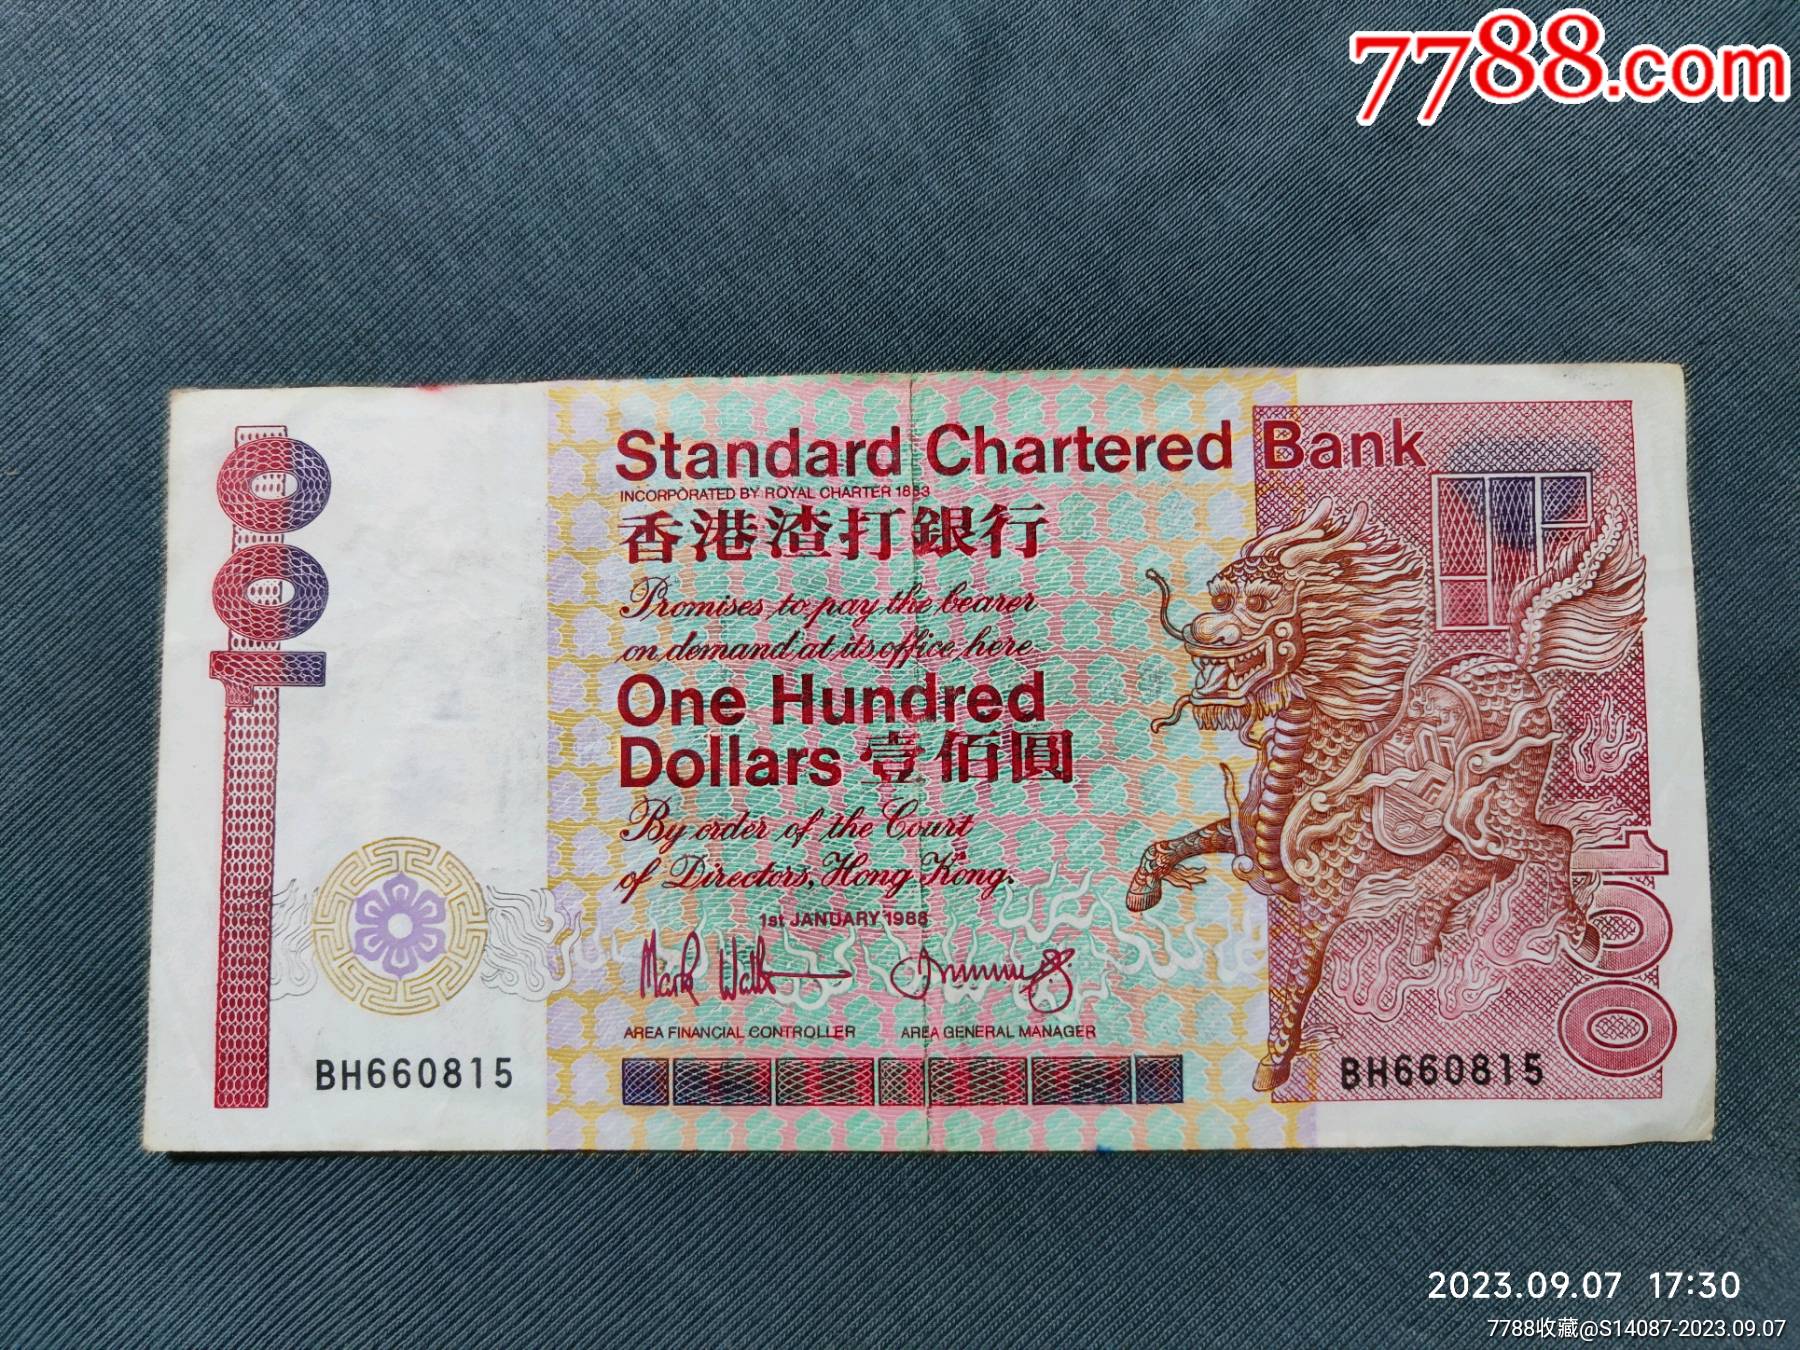 7788.com
100
Standard Chartered Bank
INCORPORATED BY ROYAL CHARTER 1853
香港渣打銀行
Promises to pay the bearer
on demand at its office here
One Hundred
Dollars 壹佰圓
By order of the Court
of Directors, Hong Kong.
1st JANUARY 1988
AREA FINANCIAL CONTROLLER
AREA GENERAL MANAGER
BH660815
BH660815
100
2023.09.07 17:30
7788收藏@S14087-2023.09.07